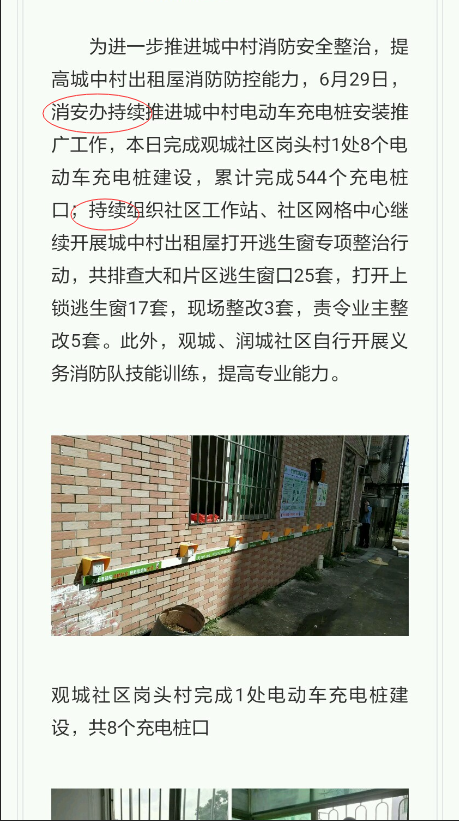 为进一步推进城中村消防安全整治，提
高城中村出租屋消防防控能力，6月29日，
消安办持续推进城中村电动车充电桩安装推
广工作，本日完成观城社区岗头村1处8个电
动车充电桩建设，累计完成544个充电桩
口；持续组织社区工作站、社区网格中心继
续开展城中村出租屋打开逃生窗专项整治行
动，共排查大和片区逃生窗口25套，打开上
锁逃生窗17套，现场整改3套，责令业主整
改5套。此外，观城、润城社区自行开展义
务消防队技能训练，提高专业能力。
观城社区岗头村完成1处电动车充电桩建
设，共8个充电桩口